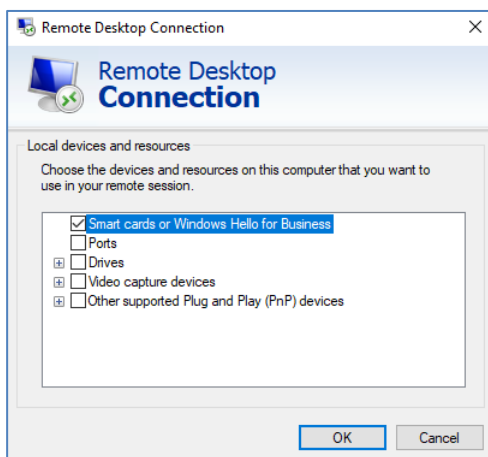 Remote Desktop Connection
Remote Desktop
Connection
Local devices and resources
Choose the devices and resources on this computer that you want to
use in your remote session.
Smart cards or Windows Hello for Business
Ports
Drives
Video capture devices
Other supported Plug and Play (PnP) devices
OK
Cancel